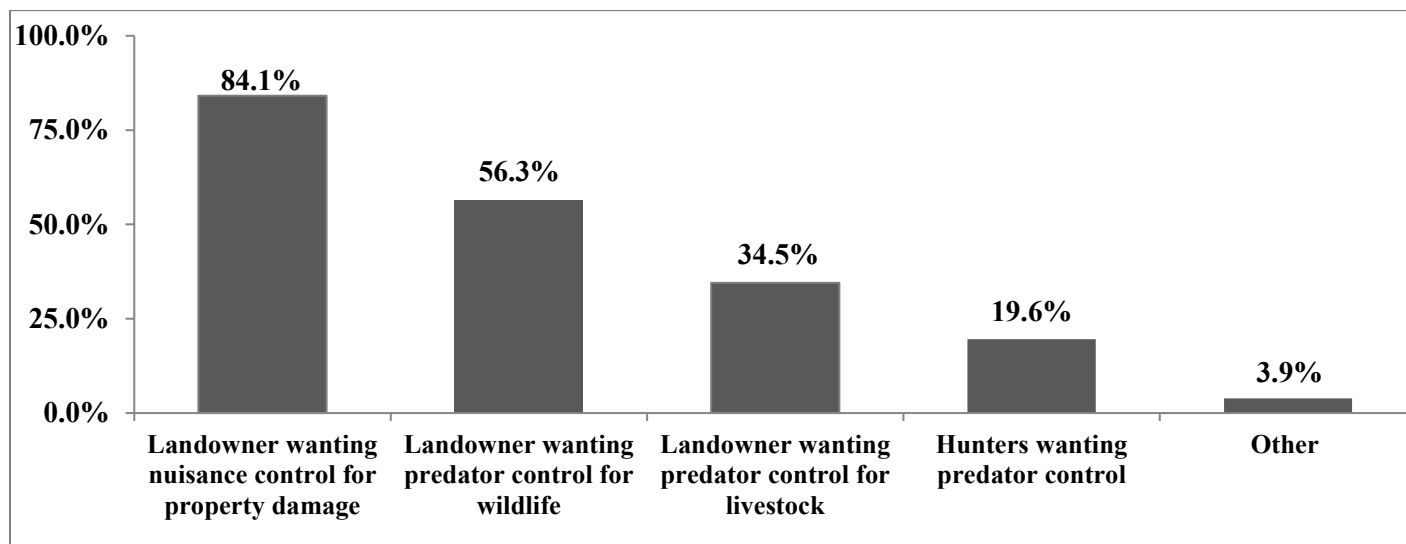 100.0%
84.1%
75.0%
56.3%
50.0%
34.5%
25.0%
19.6%
3.9%
0.0%
Landowner wanting
nuisance control for
property damage
Landowner wanting
predator control for
wildlife
Landowner wanting
predator control for
livestock
Hunters wanting
predator control
Other